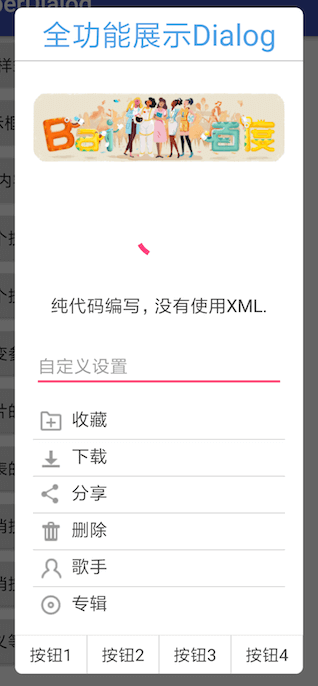 erDialog
全功能展示Dialog
Bai 百度
纯代码编写，没有使用XML.
自定义设置
收藏
下载
分享
删除
歌手
专辑
按钮1 按钮2 按钮3 按钮4